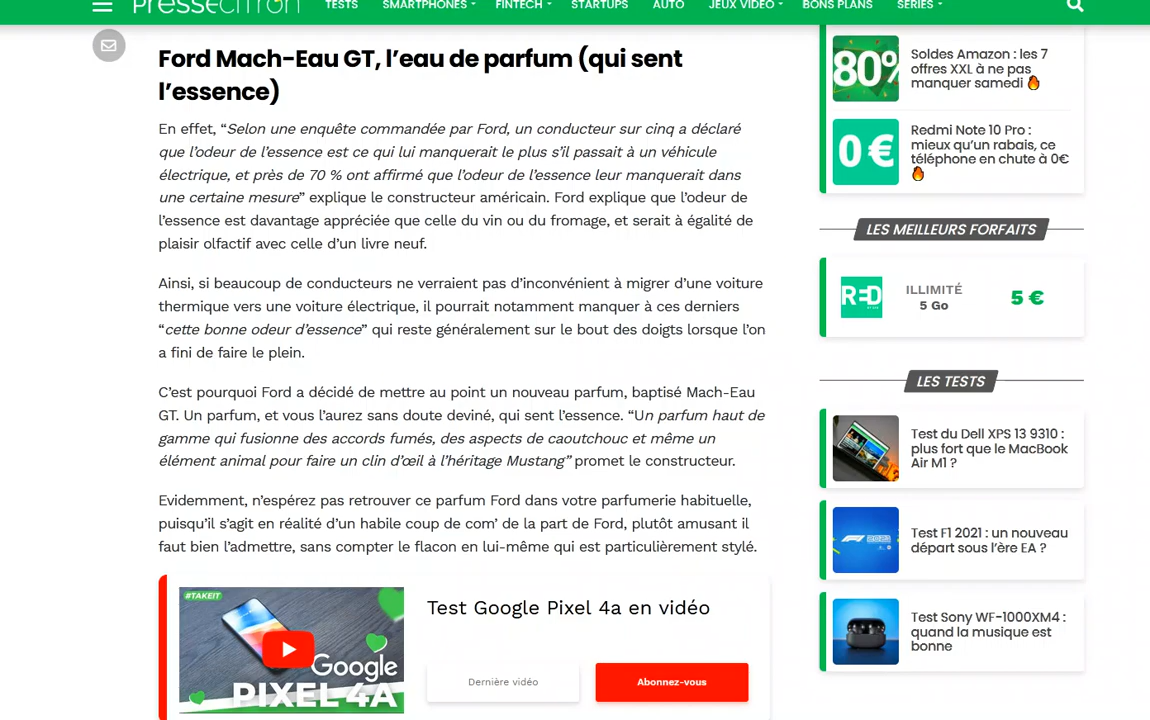 PRESSECITRON
TESTS
SMARTPHONES
FINTECH
STARTUPS
AUTO
JEUX VIDÉO
BONS PLANS
SÉRIES
Ford Mach-Eau GT, l’eau de parfum (qui sent
l’essence)
En effet, “Selon une enquête commandée par Ford, un conducteur sur cinq a déclaré
que l’odeur de l’essence est ce qui lui manquerait le plus s’il passait à un véhicule
électrique, et près de 70 % ont affirmé que l’odeur de l’essence leur manquerait dans
une certaine mesure” explique le constructeur américain. Ford explique que l’odeur de
l’essence est davantage appréciée que celle du vin ou du fromage, et serait à égalité de
plaisir olfactif avec celle d’un livre neuf.
Ainsi, si beaucoup de conducteurs ne verraient pas d’inconvénient à migrer d’une voiture
thermique vers une voiture électrique, il pourrait notamment manquer à ces derniers
“cette bonne odeur d’essence” qui reste généralement sur le bout des doigts lorsque l’on
a fini de faire le plein.
C’est pourquoi Ford a décidé de mettre au point un nouveau parfum, baptisé Mach-Eau
GT. Un parfum, et vous l’aurez sans doute deviné, qui sent l’essence. “Un parfum haut de
gamme qui fusionne des accords fumés, des aspects de caoutchouc et même un
élément animal pour faire un clin d’œil à l’héritage Mustang” promet le constructeur.
Evidemment, n’espérez pas retrouver ce parfum Ford dans votre parfumerie habituelle,
puisqu’il s’agit en réalité d’un habile coup de com’ de la part de Ford, plutôt amusant il
faut bien l’admettre, sans compter le flacon en lui-même qui est particulièrement stylé.
#TAKEIT
Google
PIXEL 4A
Test Google Pixel 4a en vidéo
Dernière vidéo
Abonnez-vous
80%
Soldes Amazon : les 7
offres XXL à ne pas
manquer samedi 🔥
0 €
Redmi Note 10 Pro :
mieux qu’un rabais, ce
téléphone en chute à 0€
🔥
LES MEILLEURS FORFAITS
RED
ILLIMITÉ
5 Go
5 €
LES TESTS
Test du Dell XPS 13 9310 :
plus fort que le MacBook
Air M1 ?
Test F1 2021 : un nouveau
départ sous l’ère EA ?
Test Sony WF-1000XM4 :
quand la musique est
bonne